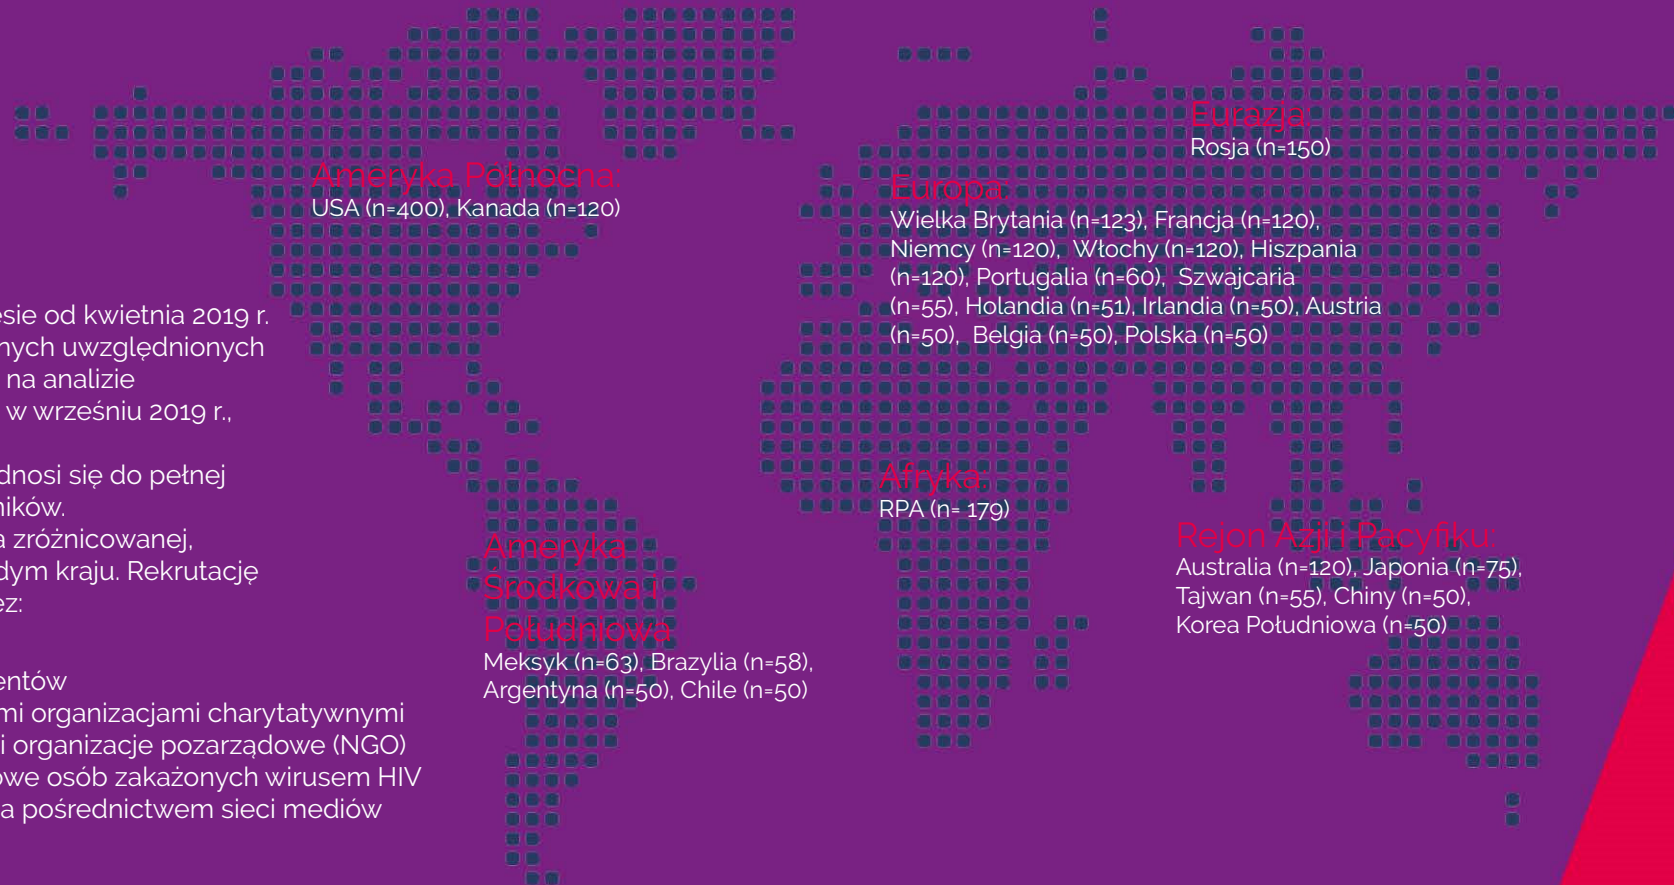 esie od kwietnia 2019 r.
nych uwzględnionych
na analizie
w wrześniu 2019 r.,
dnosi się do pełnej
ników.
a zróżnicowanej,
dym kraju. Rekrutację
ez:
entów
mi organizacjami charytatywnymi
i organizacje pozarządowe (NGO)
owe osób zakażonych wirusem HIV
a pośrednictwem sieci mediów
Ameryka Północna:
USA (n=400), Kanada (n=120)
Ameryka
Środkowa i
Południowa
Meksyk (n=63), Brazylia (n=58),
Argentyna (n=50), Chile (n=50)
Europa:
Wielka Brytania (n=123), Francja (n=120),
Niemcy (n=120), Włochy (n=120), Hiszpania
(n=120), Portugalia (n=60), Szwajcaria
(n=55), Holandia (n=51), Irlandia (n=50), Austria
(n=50), Belgia (n=50), Polska (n=50)
Afryka:
RPA (n= 179)
Eurazja:
Rosja (n=150)
Rejon Azji i Pacyfiku:
Australia (n=120), Japonia (n=75),
Tajwan (n=55), Chiny (n=50),
Korea Południowa (n=50)